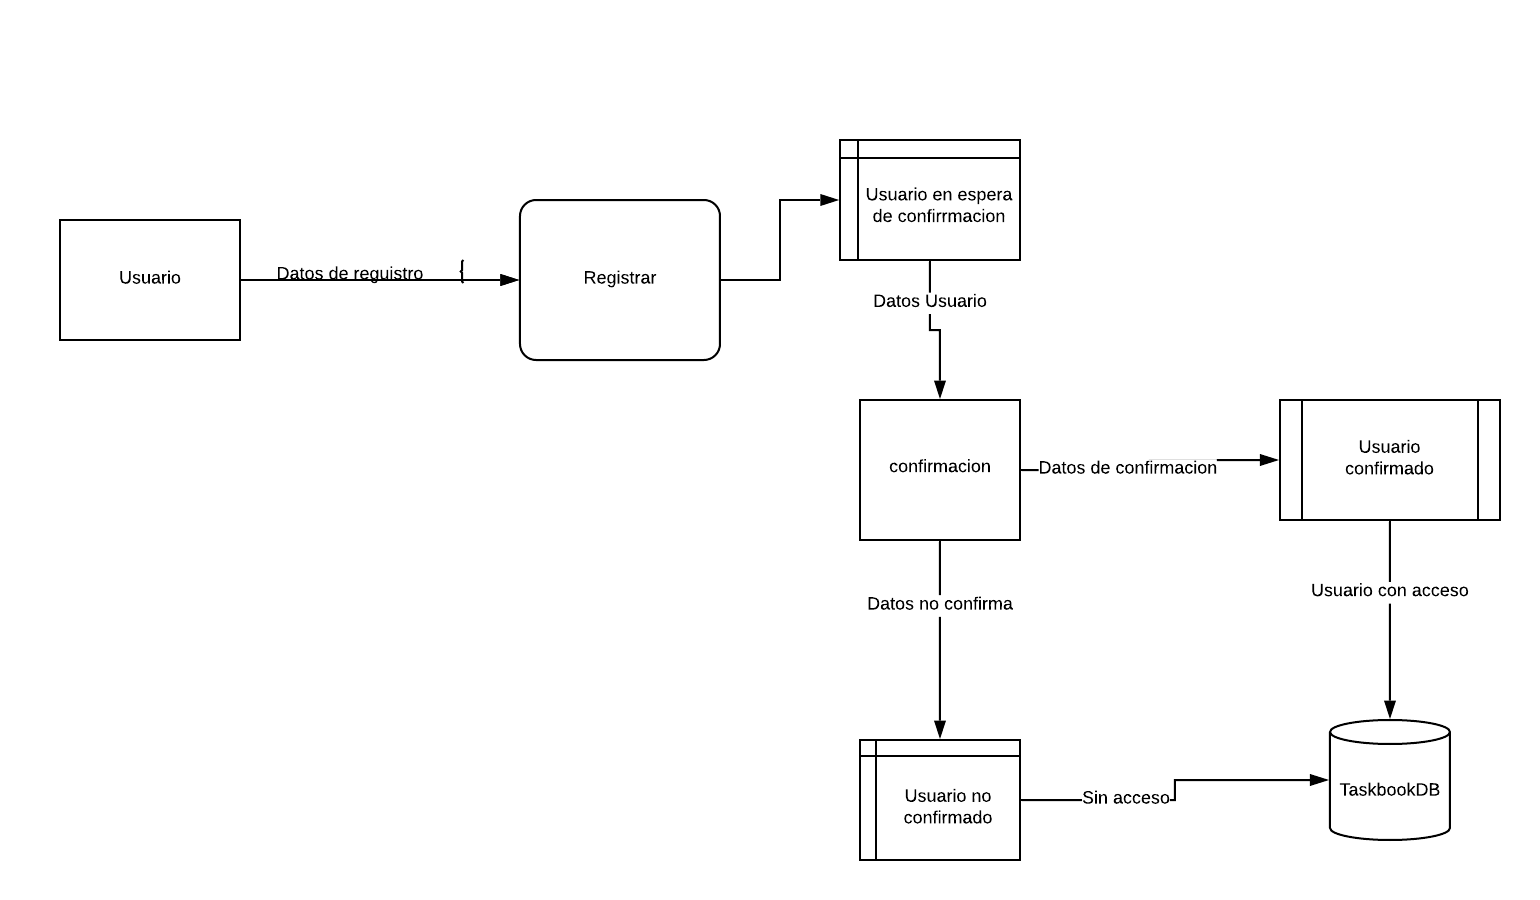 Usuario
Datos de reguistro
{
Registrar
Usuario en espera
de confirrmacion
Datos Usuario
confirmacion
Datos de confirmacion
Usuario
confirmado
Datos no confirma
Usuario con acceso
Usuario no
confirmado
Sin acceso
TaskbookDB